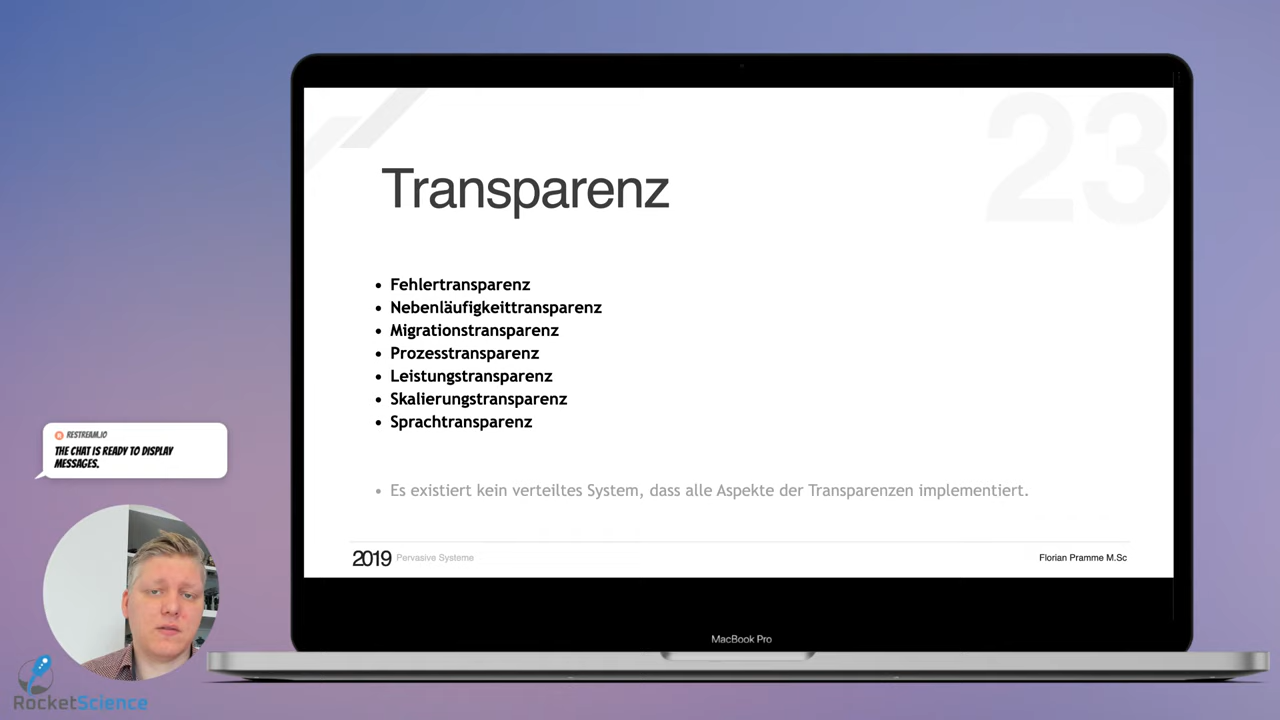 23
Transparenz
• Fehlertransparenz
• Nebenläufigkeittransparenz
• Migrationstransparenz
• Prozesstransparenz
• Leistungstransparenz
• Skalierungstransparenz
• Sprachtransparenz
• Es existiert kein verteiltes System, dass alle Aspekte der Transparenzen implementiert.
2019 Pervasive Systeme
Florian Pramme M.Sc
MacBook Pro
RESTREAM.IO
THE CHAT IS READY TO DISPLAY
MESSAGES.
RocketScience